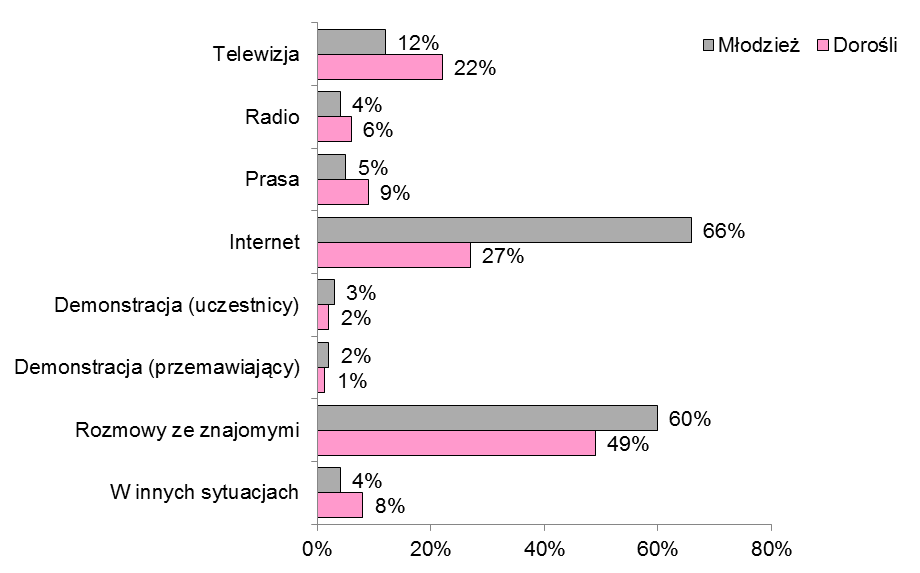 Młodzież Dorośli
Telewizja 12% 22%
Radio 4% 6%
Prasa 5% 9%
Internet 66% 27%
Demonstracja (uczestnicy) 3% 2%
Demonstracja (przemawiający) 2% 1%
Rozmowy ze znajomymi 60% 49%
W innych sytuacjach 4% 8%
0% 20% 40% 60% 80%